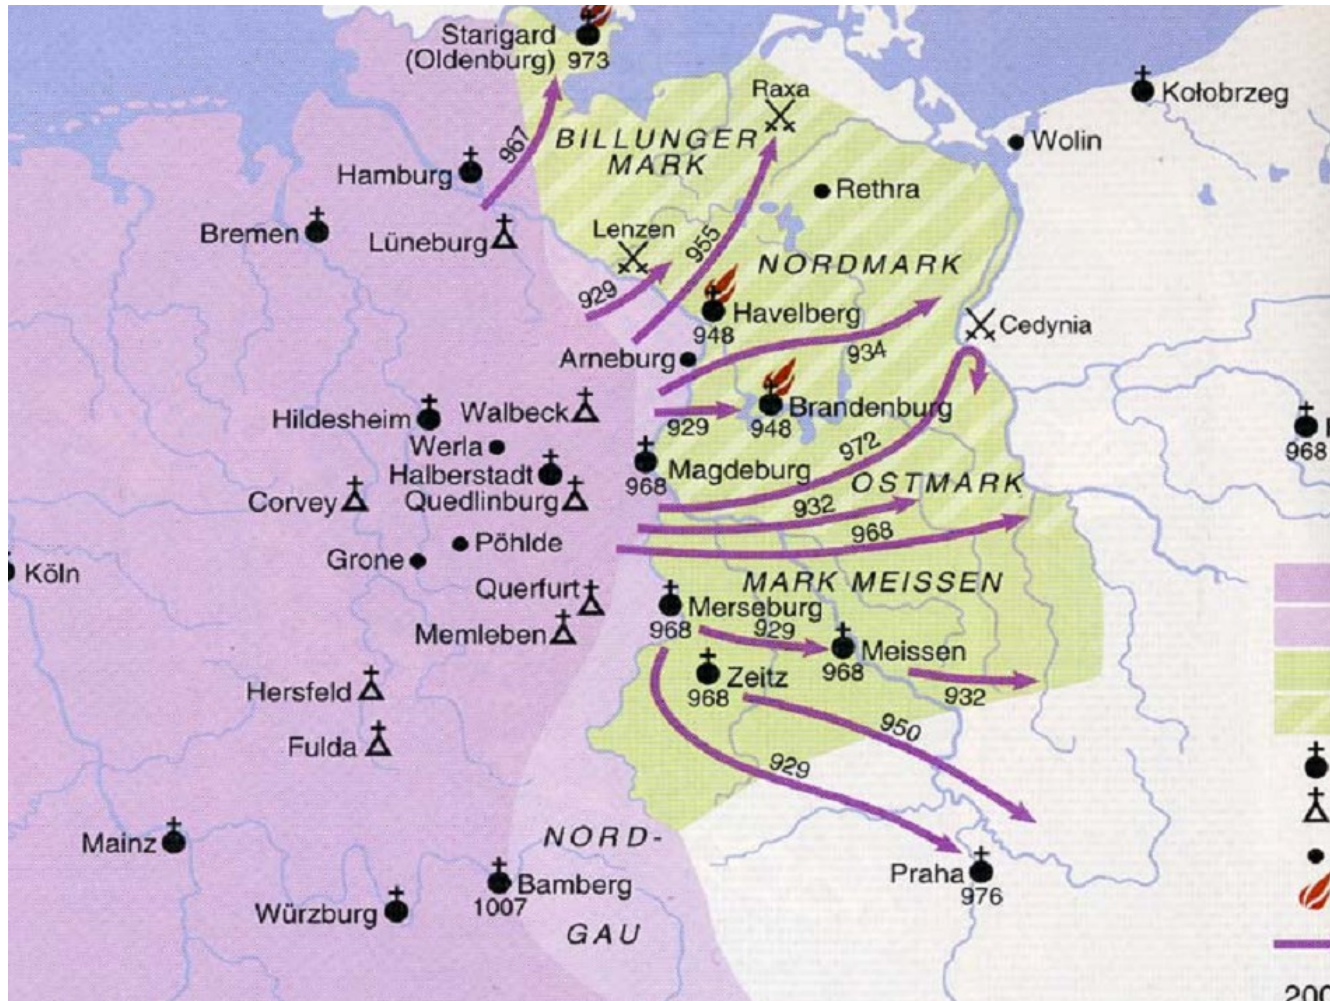 Starigard
(Oldenburg) 973
Raxa
Kołobrzeg
967
BILLUNGER
MARK
Wolin
Hamburg
Rethra
Bremen
Lüneburg
Lenzen
955
NORDMARK
929
Havelberg
948
Cedynia
Arneburg
934
Hildesheim
Walbeck
929
Brandenburg
948
Werla
972
968
Halberstadt
Magdeburg
968
OSTMARK
Corvey
Quedlinburg
932
968
Pöhlde
Grone
Köln
MARK MEISSEN
Querfurt
Merseburg
968
929
Memleben
Meissen
968
Zeitz
968
932
Hersfeld
950
Fulda
929
NORD-
GAU
Mainz
Praha
976
Bamberg
1007
Würzburg